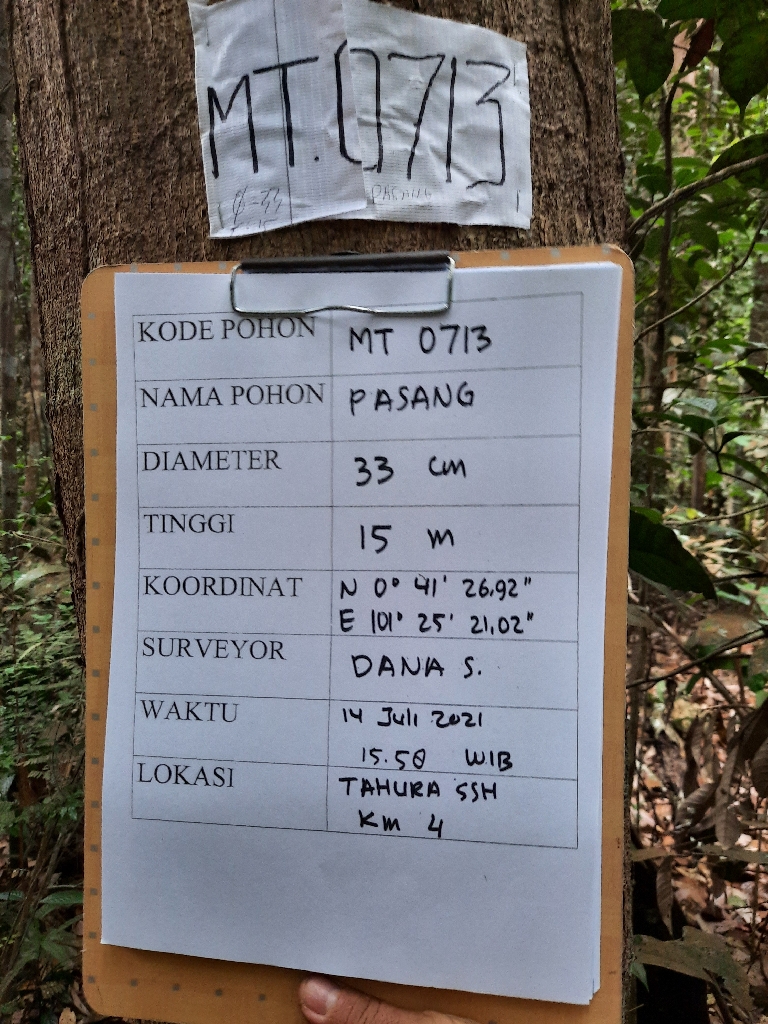 MT.0713
Ø=33
PASANG
KODE POHON MT 0713
NAMA POHON PASANG
DIAMETER 33 cm
TINGGI 15 m
KOORDINAT N 0° 41' 26.92"
E 101° 25' 21.02"
SURVEYOR DANA S.
WAKTU 14 Juli 2021
15.50 WIB
LOKASI TAHURA SSH
Km 4